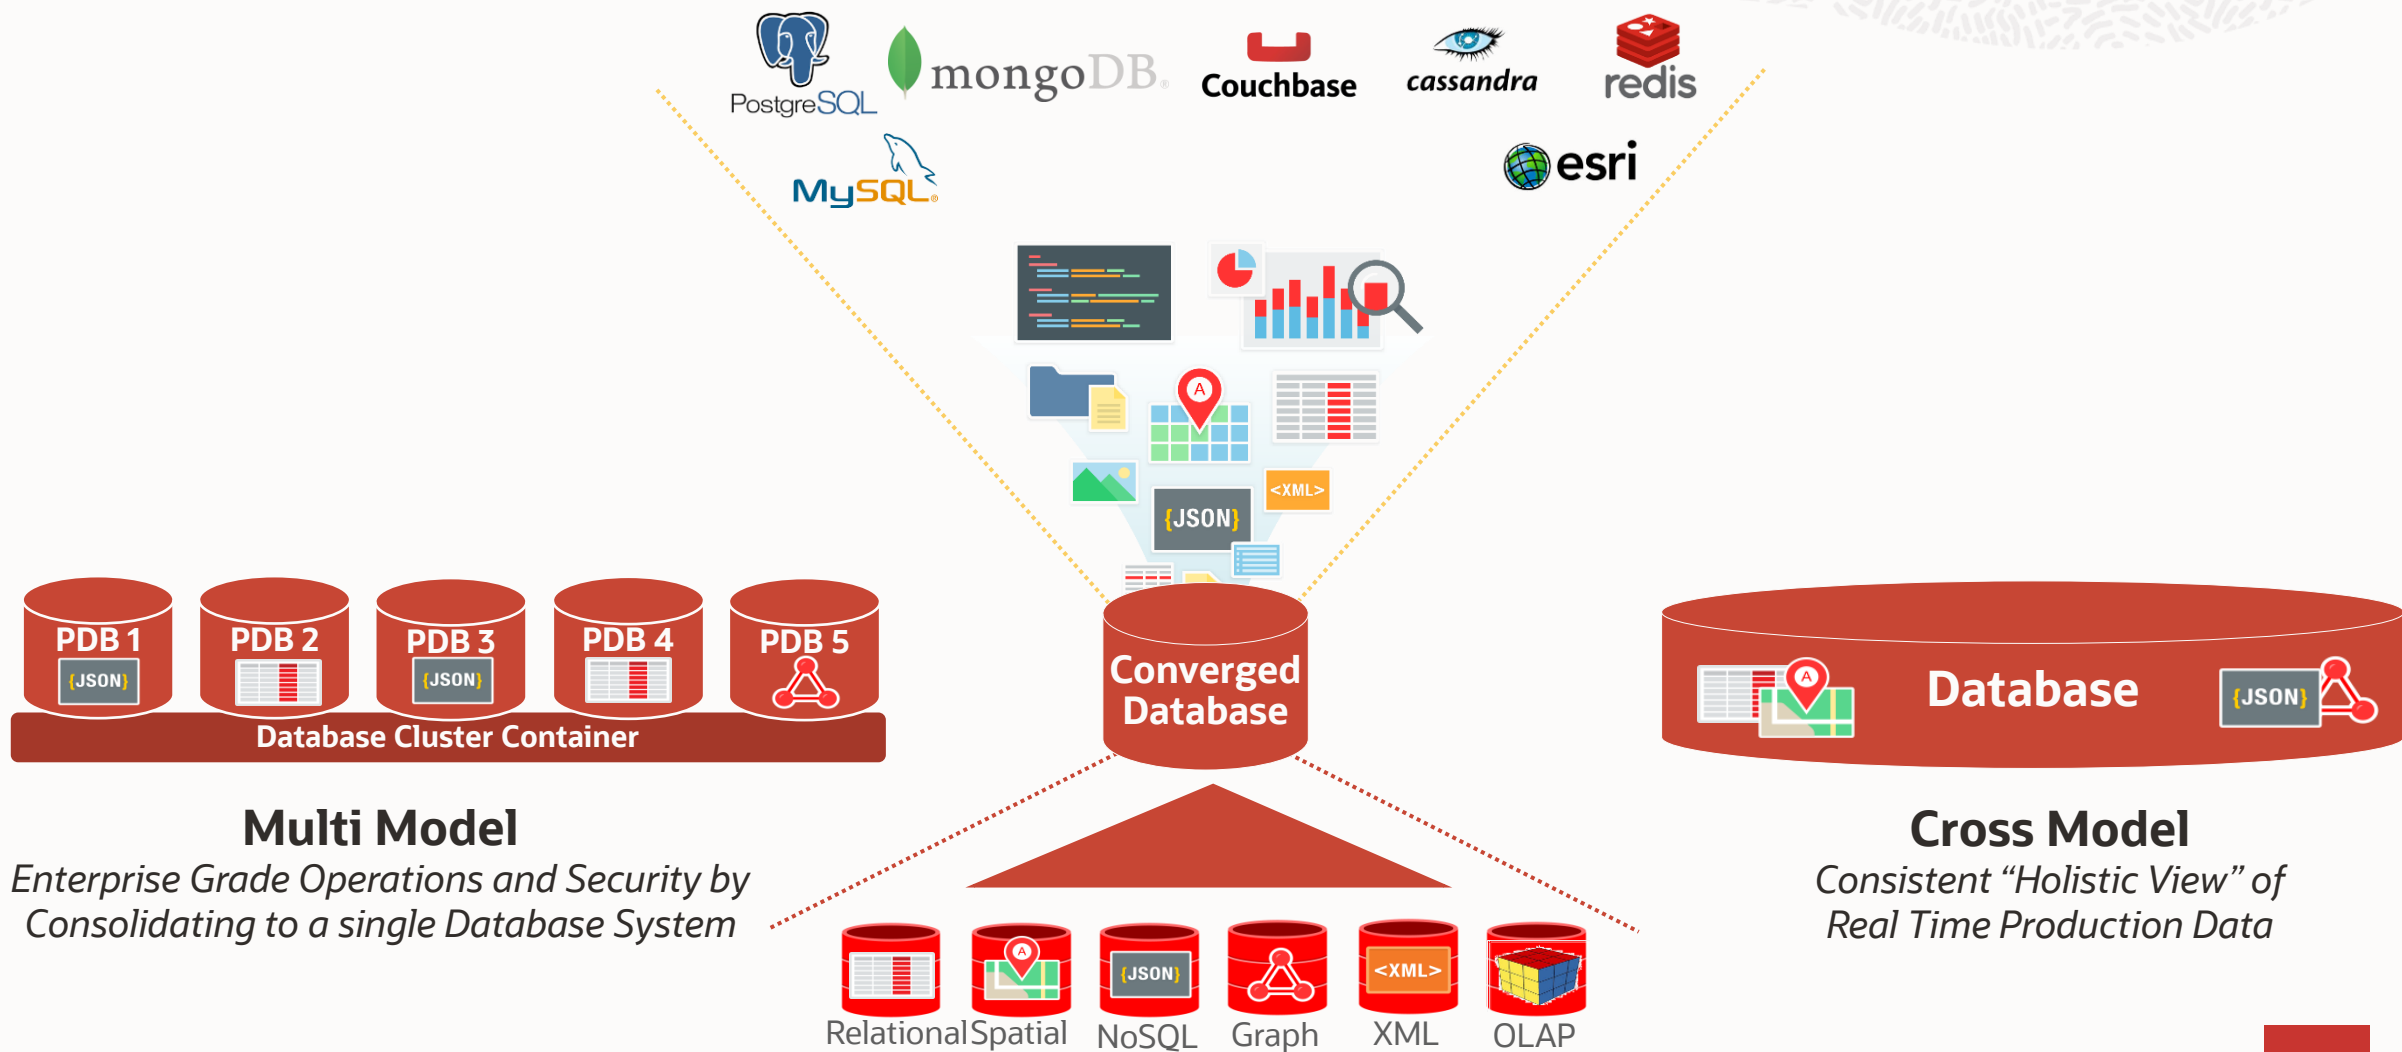 PostgreSQL
mongoDB®
Couchbase
cassandra
redis
MySQL®
esri
A
<XML>
{JSON}
PDB 1
{JSON}
PDB 2
PDB 3
{JSON}
PDB 4
PDB 5
Database Cluster Container
Multi Model
Enterprise Grade Operations and Security by
Consolidating to a single Database System
Converged
Database
A
Database
{JSON}
Cross Model
Consistent “Holistic View” of
Real Time Production Data
A
{JSON}
<XML>
Relational
Spatial
NoSQL
Graph
XML
OLAP